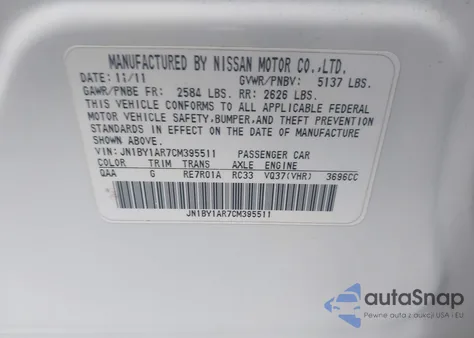 MANUFACTURED BY NISSAN MOTOR CO.,LTD.
DATE: 11/11 GVWR/PNBV: 5137 LBS.
GAWR/PNBE FR: 2584 LBS. RR: 2626 LBS.
THIS VEHICLE CONFORMS TO ALL APPLICABLE FEDERAL
MOTOR VEHICLE SAFETY,BUMPER,AND THEFT PREVENTION
STANDARDS IN EFFECT ON THE DATE OF MANUFACTURE
SHOWN ABOVE.
VIN: JN1BY1AR7CM395511 PASSENGER CAR
COLOR TRIM TRANS AXLE ENGINE
QAA G RE7R01A RC33 VQ37(VHR) 3696CC
JN1BY1AR7CM395511
autoSnap
Pewne auta z aukcji USA i EU